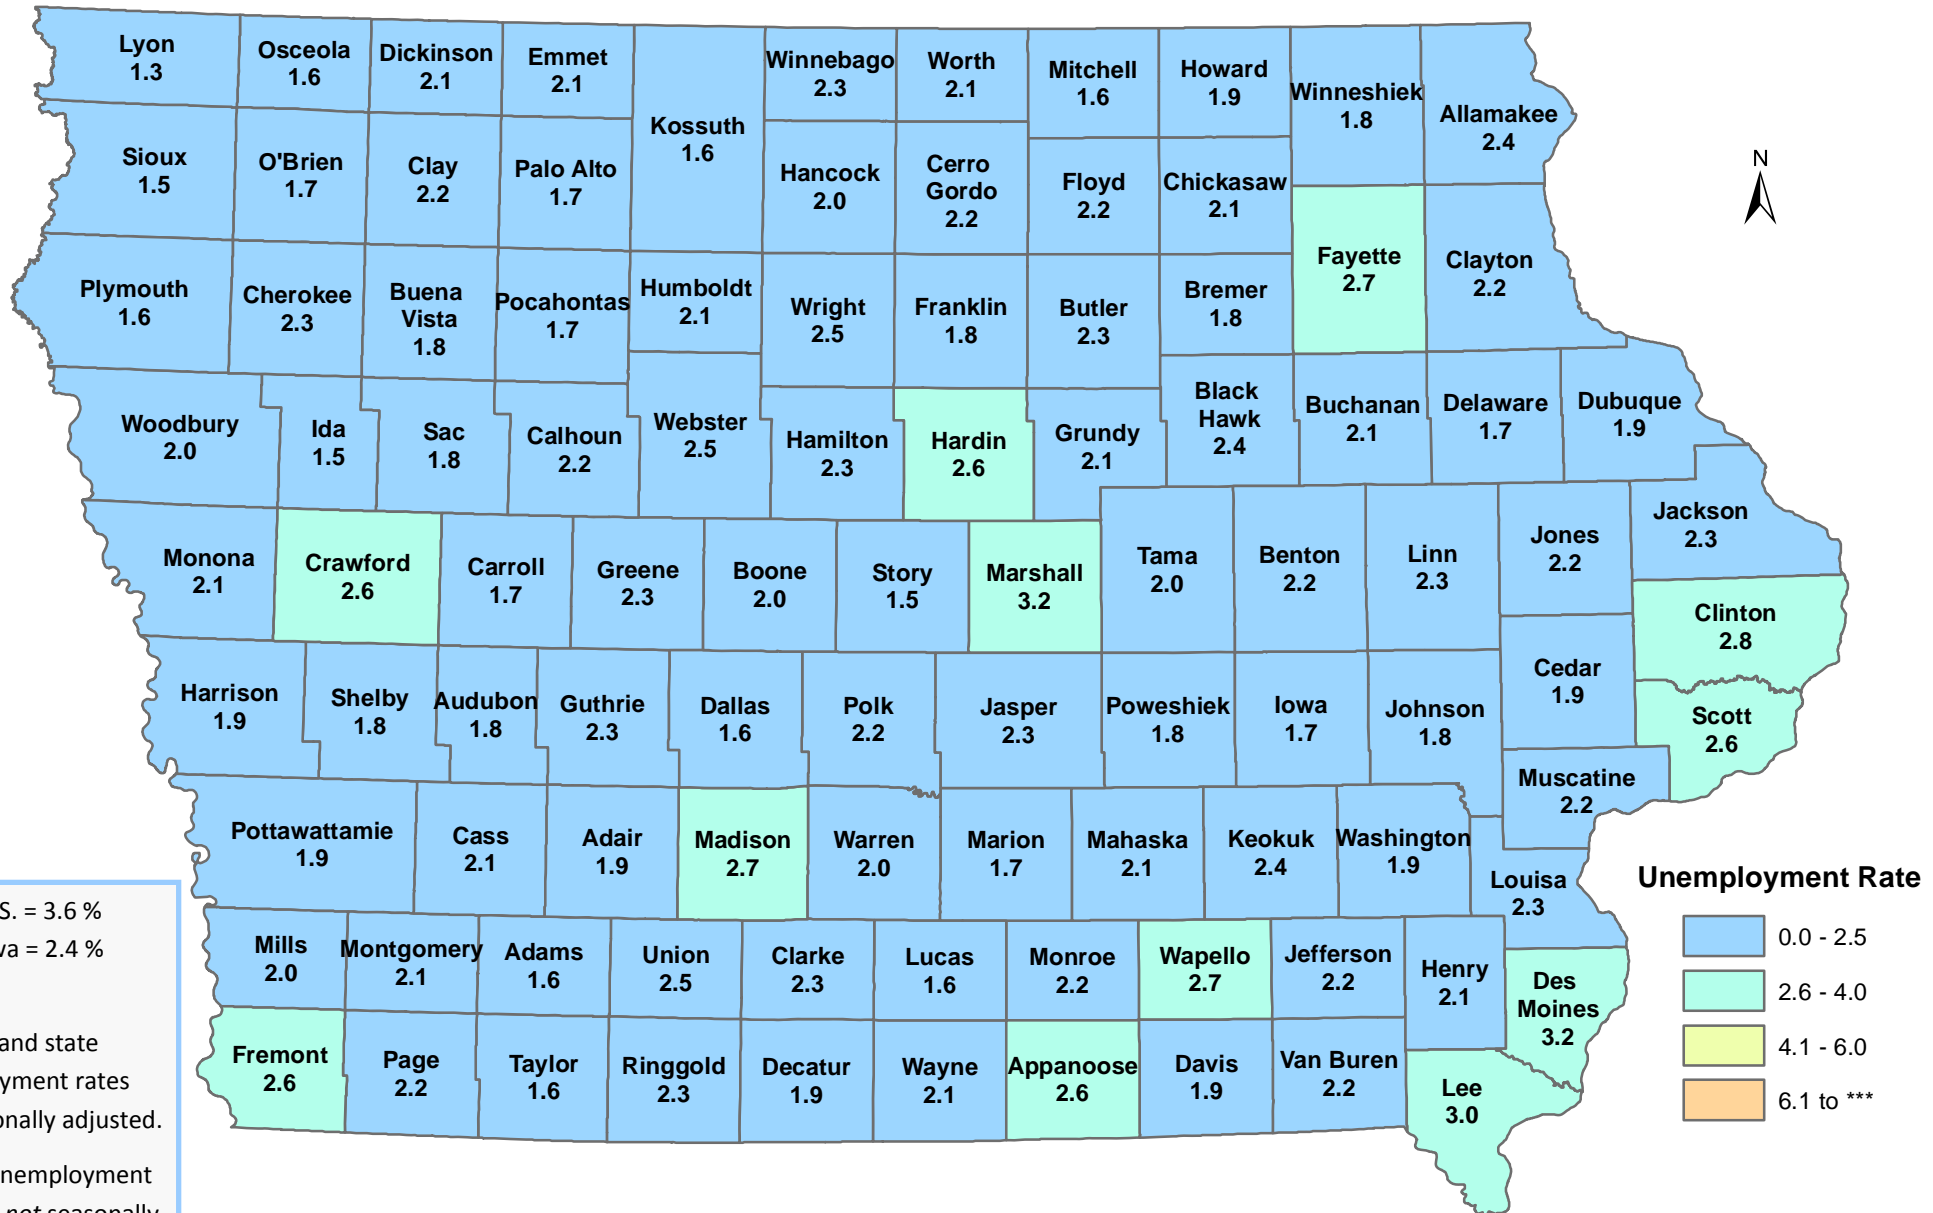 Lyon
1.3
Osceola
1.6
Dickinson
2.1
Emmet
2.1
Kossuth
1.6
Winnebago
2.3
Worth
2.1
Mitchell
1.6
Howard
1.9
Winneshiek
1.8
Allamakee
2.4
Sioux
1.5
O'Brien
1.7
Clay
2.2
Palo Alto
1.7
Hancock
2.0
Cerro
Gordo
2.2
Floyd
2.2
Chickasaw
2.1
N
Plymouth
1.6
Cherokee
2.3
Buena
Vista
1.8
Pocahontas
1.7
Humboldt
2.1
Wright
2.5
Franklin
1.8
Butler
2.3
Bremer
1.8
Fayette
2.7
Clayton
2.2
Woodbury
2.0
Ida
1.5
Sac
1.8
Calhoun
2.2
Webster
2.5
Hamilton
2.3
Hardin
2.6
Grundy
2.1
Black
Hawk
2.4
Buchanan
2.1
Delaware
1.7
Dubuque
1.9
Monona
2.1
Crawford
2.6
Carroll
1.7
Greene
2.3
Boone
2.0
Story
1.5
Marshall
3.2
Tama
2.0
Benton
2.2
Linn
2.3
Jones
2.2
Jackson
2.3
Clinton
2.8
Harrison
1.9
Shelby
1.8
Audubon
1.8
Guthrie
2.3
Dallas
1.6
Polk
2.2
Jasper
2.3
Poweshiek
1.8
Iowa
1.7
Johnson
1.8
Cedar
1.9
Scott
2.6
Muscatine
2.2
Pottawattamie
1.9
Cass
2.1
Adair
1.9
Madison
2.7
Warren
2.0
Marion
1.7
Mahaska
2.1
Keokuk
2.4
Washington
1.9
Louisa
2.3
Mills
2.0
Montgomery
2.1
Adams
1.6
Union
2.5
Clarke
2.3
Lucas
1.6
Monroe
2.2
Wapello
2.7
Jefferson
2.2
Henry
2.1
Des
Moines
3.2
Fremont
2.6
Page
2.2
Taylor
1.6
Ringgold
2.3
Decatur
1.9
Wayne
2.1
Appanoose
2.6
Davis
1.9
Van Buren
2.2
Lee
3.0
S. = 3.6 %
va = 2.4 %
and state
yment rates
onally adjusted.
nemployment
not seasonally
Unemployment Rate
0.0 - 2.5
2.6 - 4.0
4.1 - 6.0
6.1 to ***